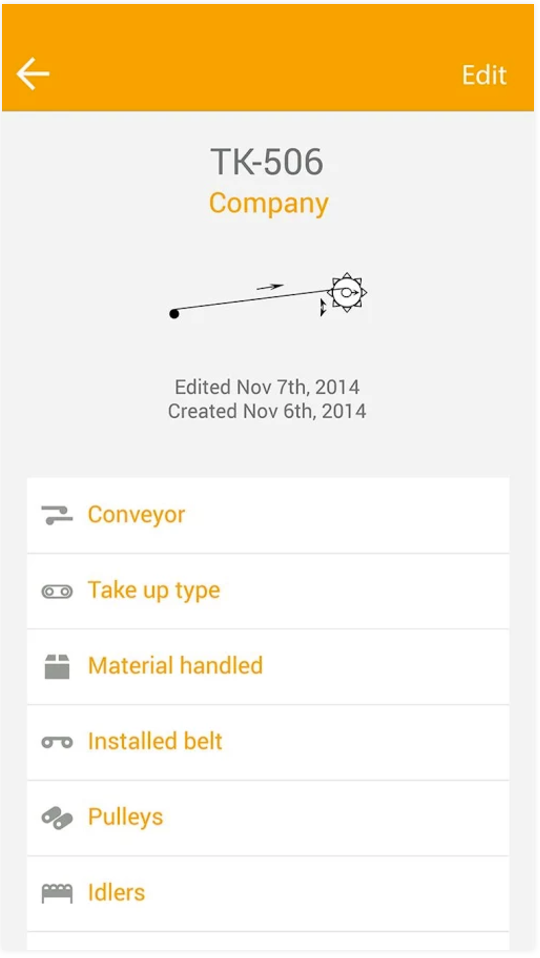 Edit
TK-506
Company
Edited Nov 7th, 2014
Created Nov 6th, 2014
Conveyor
Take up type
Material handled
Installed belt
Pulleys
Idlers